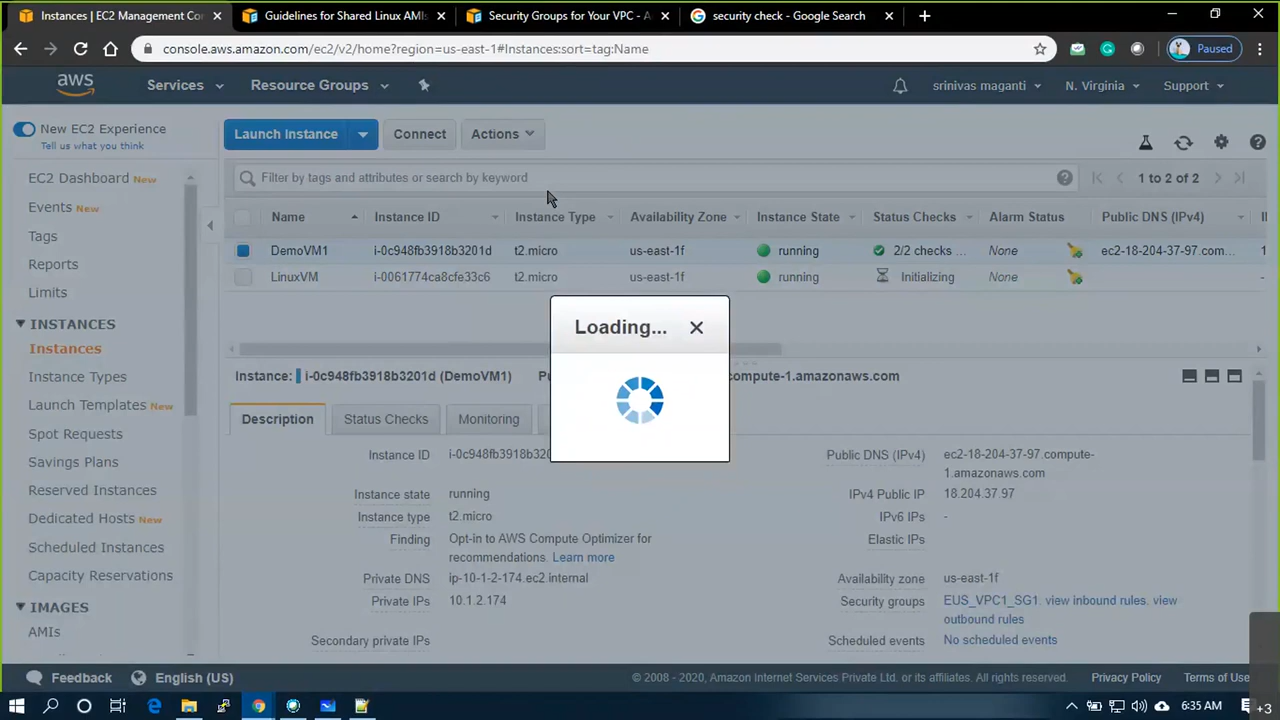 Instances | EC2 Management Con
Guidelines for Shared Linux AMIs
Security Groups for Your VPC - A
security check - Google Search
console.aws.amazon.com/ec2/v2/home?region=us-east-1#Instances:sort=tag:Name
Paused
aws
Services
Resource Groups
srinivas maganti
N. Virginia
Support
New EC2 Experience
Tell us what you think
Launch Instance
Connect
Actions
EC2 Dashboard New
Events New
Tags
Reports
Limits
INSTANCES
Instances
Instance Types
Launch Templates New
Spot Requests
Savings Plans
Reserved Instances
Dedicated Hosts New
Scheduled Instances
Capacity Reservations
IMAGES
AMIs
Filter by tags and attributes or search by keyword
1 to 2 of 2
Name Instance ID Instance Type Availability Zone Instance State Status Checks Alarm Status Public DNS (IPv4)
DemoVM1 i-0c948fb3918b3201d t2.micro us-east-1f running 2/2 checks ... None ec2-18-204-37-97.com... 1
LinuxVM i-0061774ca8cfe33c6 t2.micro us-east-1f running Initializing None -
Loading...
Instance: i-0c948fb3918b3201d (DemoVM1) Pu
compute-1.amazonaws.com
Description
Status Checks
Monitoring
Instance ID i-0c948fb3918b320
Instance state running
Instance type t2.micro
Finding Opt-in to AWS Compute Optimizer for
recommendations. Learn more
Private DNS ip-10-1-2-174.ec2.internal
Private IPs 10.1.2.174
Secondary private IPs
Public DNS (IPv4) ec2-18-204-37-97.compute-
1.amazonaws.com
IPv4 Public IP 18.204.37.97
IPv6 IPs -
Elastic IPs
Availability zone us-east-1f
Security groups EUS_VPC1_SG1. view inbound rules. view
outbound rules
Scheduled events No scheduled events
Feedback
English (US)
© 2008 - 2020, Amazon Internet Services Private Ltd. or its affiliates. All rights reserved.
Privacy Policy
Terms of Use
6:35 AM
+3